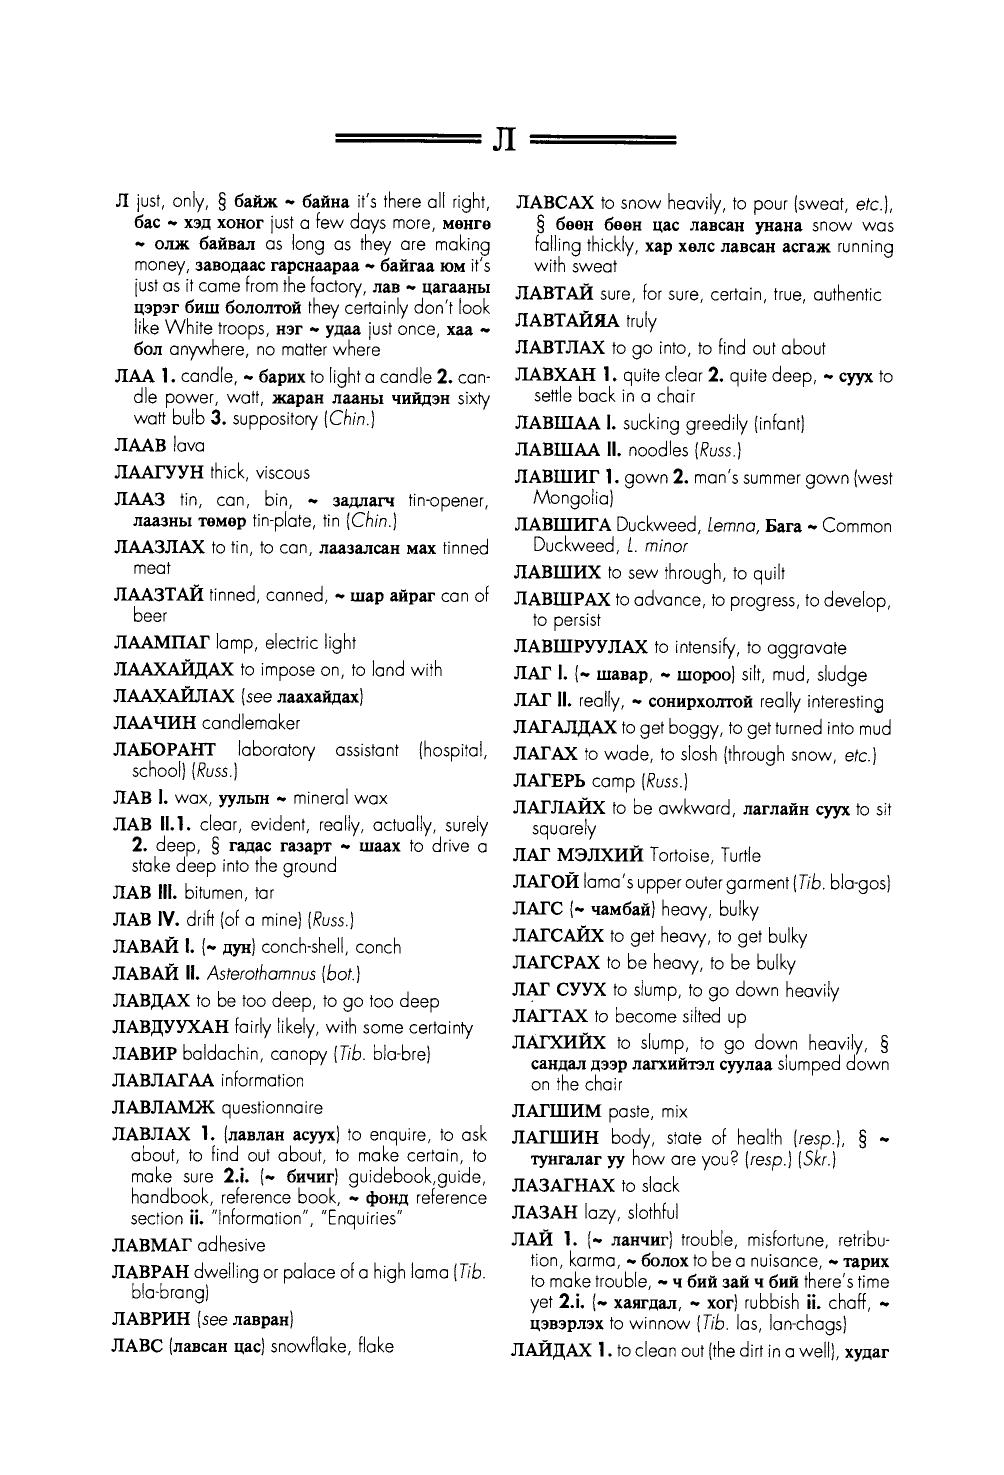 Л
Л just, only, § байж ~ байна it's there all right,
бас ~ хэд хоног just a few days more, мөнгө
~ олж байвал as long as they are making
money, заводаас гарснаараа ~ байгаа юм it's
just as it came from the factory, лав ~ цагааны
цэрэг биш бололтой they certainly don't look
like White troops, нэг ~ удаа just once, хаа ~
бол anywhere, no matter where
ЛАА 1. candle, ~ барих to light a candle 2. can-
dle power, watt, жаран лааны чийдэн sixty
watt bulb 3. suppository (Chin.)
ЛААВ lava
ЛААГУУН thick, viscous
ЛААЗ tin, can, bin, ~ задлагч tin-opener,
лаазны төмөр tin-plate, tin (Chin.)
ЛААЗЛАХ to tin, to can, лаазалсан мах tinned
meat
ЛААЗТАЙ tinned, canned, ~ шар айраг can of
beer
ЛААМПАГ lamp, electric light
ЛААХАЙДАХ to impose on, to land with
ЛААХАЙЛАХ (see лаахайдах)
ЛААЧИН candlemaker
ЛАБОРАНТ laboratory assistant (hospital,
school) (Russ.)
ЛАВ I. wax, уулын ~ mineral wax
ЛАВ II.1. clear, evident, really, actually, surely
2. deep, § гадас газарт ~ шаах to drive a
stake deep into the ground
ЛАВ III. bitumen, tar
ЛАВ IV. drift (of a mine) (Russ.)
ЛАВАЙ I. (~ дун) conch-shell, conch
ЛАВАЙ II. Asterothamnus (bot.)
ЛАВДАХ to be too deep, to go too deep
ЛАВДУУХАН fairly likely, with some certainty
ЛАВИР baldachin, canopy (Tib. bla-bre)
ЛАВЛАГАА information
ЛАВЛАМЖ questionnaire
ЛАВЛАХ 1. (лавлан асуух) to enquire, to ask
about, to find out about, to make certain, to
make sure 2.i. (~ бичиг) guidebook,guide,
handbook, reference book, ~ фонд reference
section ii. "Information", "Enquiries"
ЛАВМАГ adhesive
ЛАВРАН dwelling or palace of a high lama (Tib.
bla-brang)
ЛАВРИН (see лавран)
ЛАВС (лавсан цас) snowflake, flake
ЛАВСАХ to snow heavily, to pour (sweat, etc.),
§ бөөн бөөн цас лавсан унана snow was
falling thickly, хар хөлс лавсан асгаж running
with sweat
ЛАВТАЙ sure, for sure, certain, true, authentic
ЛАВТАЙЯА truly
ЛАВТЛАХ to go into, to find out about
ЛАВХАН 1. quite clear 2. quite deep, ~ суух to
settle back in a chair
ЛАВШАА I. sucking greedily (infant)
ЛАВШАА II. noodles (Russ.)
ЛАВШИГ 1. gown 2. man's summer gown (west
Mongolia)
ЛАВШИГА Duckweed, Lemna, Бага ~ Common
Duckweed, L. minor
ЛАВШИХ to sew through, to quilt
ЛАВШРАХ to advance, to progress, to develop,
to persist
ЛАВШРУУЛАХ to intensify, to aggravate
ЛАГ I. (~ шавар, ~ шороо) silt, mud, sludge
ЛАГ II. really, ~ сонирхолтой really interesting
ЛАГАЛДАХ to get boggy, to get turned into mud
ЛАГАХ to wade, to slosh (through snow, etc.)
ЛАГЕРЬ camp (Russ.)
ЛАГЛАЙХ to be awkward, лаглайн суух to sit
squarely
ЛАГ МЭЛХИЙ Tortoise, Turtle
ЛАГОЙ lama's upper outer garment (Tib. bla-gos)
ЛАГС (~ чамбай) heavy, bulky
ЛАГСАЙХ to get heavy, to get bulky
ЛАГСРАХ to be heavy, to be bulky
ЛАГ СУУХ to slump, to go down heavily
ЛАГТАХ to become silted up
ЛАГХИЙХ to slump, to go down heavily, §
сандал дээр лагхийтэл суулаа slumped down
on the chair
ЛАГШИМ paste, mix
ЛАГШИН body, state of health (resp.), § ~
тунгалаг уу how are you? (resp.) (Skr.)
ЛАЗАГНАХ to slack
ЛАЗАН lazy, slothful
ЛАЙ 1. (~ ланчиг) trouble, misfortune, retribu-
tion, karma, ~ болох to be a nuisance, ~ тарих
to make trouble, ~ ч бий зай ч бий there's time
yet 2.i. (~ хаягдал, ~ хог) rubbish ii. chaff, ~
цэвэрлэх to winnow (Tib. las, lan-chags)
ЛАЙДАХ 1. to clean out (the dirt in a well), худаг